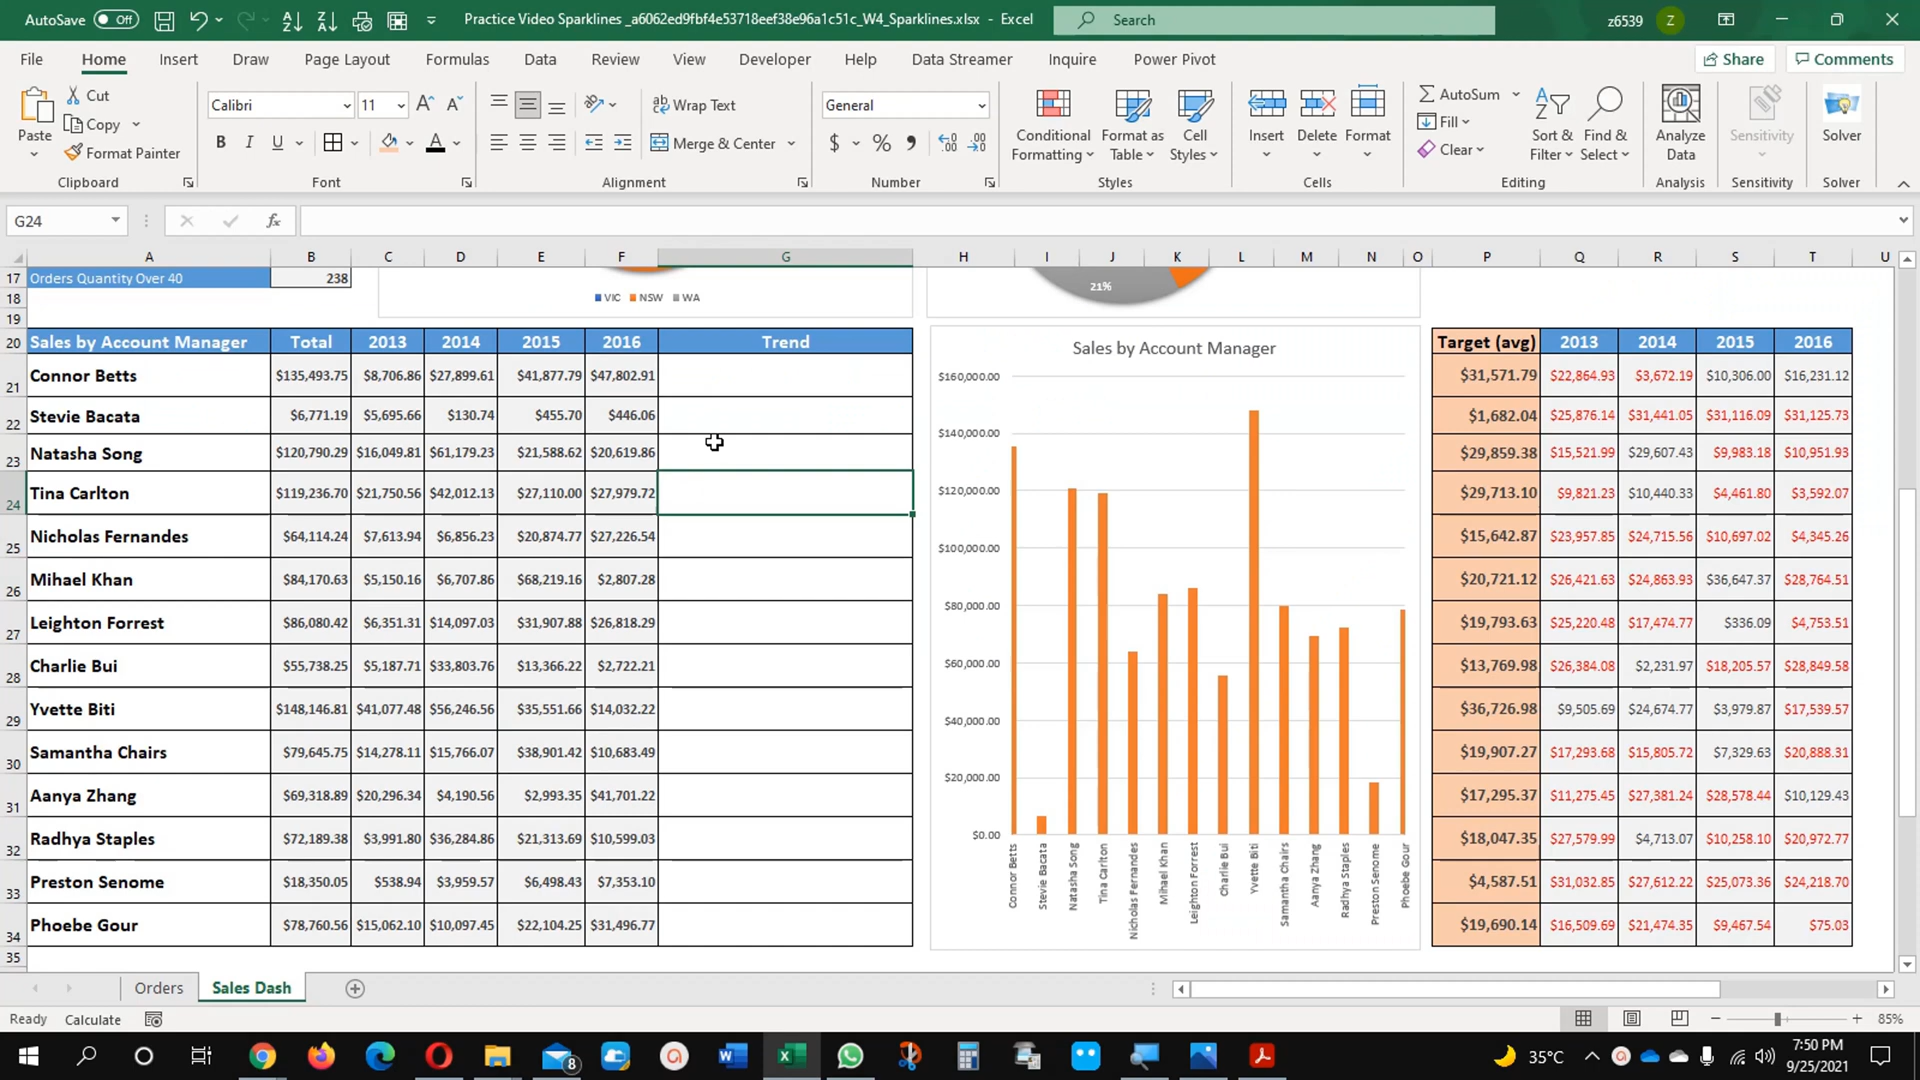 AutoSave Off Practice Video Sparklines _a6062ed9fbf4e53718eef38e96a1c51c_W4_Sparklines.xlsx - Excel Search z6539 Z
File Home Insert Draw Page Layout Formulas Data Review View Developer Help Data Streamer Inquire Power Pivot Share Comments
Paste Cut Copy Format Painter
Calibri 11
B I U A
Wrap Text
Merge & Center
General
$ % 9
Conditional Formatting Format as Table Cell Styles
Insert Delete Format
AutoSum Fill Clear
Sort & Filter Find & Select
Analyze Data Sensitivity Solver
Clipboard Font Alignment Number Styles Cells Editing Analysis Sensitivity Solver
G24 fx
A B C D E F G H I J K L M N O P Q R S T U
17 Orders Quantity Over 40 238
21%
18 VIC NSW WA
19
20 Sales by Account Manager Total 2013 2014 2015 2016 Trend
21 Connor Betts $135,493.75 $8,706.86 $27,899.61 $41,877.79 $47,802.91
22 Stevie Bacata $6,771.19 $5,695.66 $130.74 $455.70 $446.06
23 Natasha Song $120,790.29 $16,049.81 $61,179.23 $21,588.62 $20,619.86
24 Tina Carlton $119,236.70 $21,750.56 $42,012.13 $27,110.00 $27,979.72
25 Nicholas Fernandes $64,114.24 $7,613.94 $6,856.23 $20,874.77 $27,226.54
26 Mihael Khan $84,170.63 $5,150.16 $6,707.86 $68,219.16 $2,807.28
27 Leighton Forrest $86,080.42 $6,351.31 $14,097.03 $31,907.88 $26,818.29
28 Charlie Bui $55,738.25 $5,187.71 $33,803.76 $13,366.22 $2,722.21
29 Yvette Biti $148,146.81 $41,077.48 $56,246.56 $35,551.66 $14,032.22
30 Samantha Chairs $79,645.75 $14,278.11 $15,766.07 $38,901.42 $10,683.49
31 Aanya Zhang $69,318.89 $20,296.34 $4,190.56 $2,993.35 $41,701.22
32 Radhya Staples $72,189.38 $3,991.80 $36,284.86 $21,313.69 $10,599.03
33 Preston Senome $18,350.05 $538.94 $3,959.57 $6,498.43 $7,353.10
34 Phoebe Gour $78,760.56 $15,062.10 $10,097.45 $22,104.25 $31,496.77
35
Sales by Account Manager
$160,000.00
$140,000.00
$120,000.00
$100,000.00
$80,000.00
$60,000.00
$40,000.00
$20,000.00
$0.00
Connor Betts
Stevie Bacata
Natasha Song
Tina Carlton
Nicholas Fernandes
Mihael Khan
Leighton Forrest
Charlie Bui
Yvette Biti
Samantha Chairs
Aanya Zhang
Radhya Staples
Preston Senome
Phoebe Gour
Target (avg) 2013 2014 2015 2016
$31,571.79 $22,864.93 $3,672.19 $10,306.00 $16,231.12
$1,682.04 $25,876.14 $31,441.05 $31,116.09 $31,125.73
$29,859.38 $15,521.99 $29,607.43 $9,983.18 $10,951.93
$29,713.10 $9,821.23 $10,440.33 $4,461.80 $3,592.07
$15,642.87 $23,957.85 $24,715.56 $10,697.02 $4,345.26
$20,721.12 $26,421.63 $24,863.93 $36,647.37 $28,764.51
$19,793.63 $25,220.48 $17,474.77 $336.09 $4,753.51
$13,769.98 $26,384.08 $2,231.97 $18,205.57 $28,849.58
$36,726.98 $9,505.69 $24,674.77 $3,979.87 $17,539.57
$19,907.27 $17,293.68 $15,805.72 $7,329.63 $20,888.31
$17,295.37 $11,275.45 $27,381.24 $28,578.44 $10,129.43
$18,047.35 $27,579.99 $4,713.07 $10,258.10 $20,972.77
$4,587.51 $31,032.85 $27,612.22 $25,073.36 $24,218.70
$19,690.14 $16,509.69 $21,474.35 $9,467.54 $75.03
Orders Sales Dash
Ready Calculate 85%
8 35°C 7:50 PM
9/25/2021